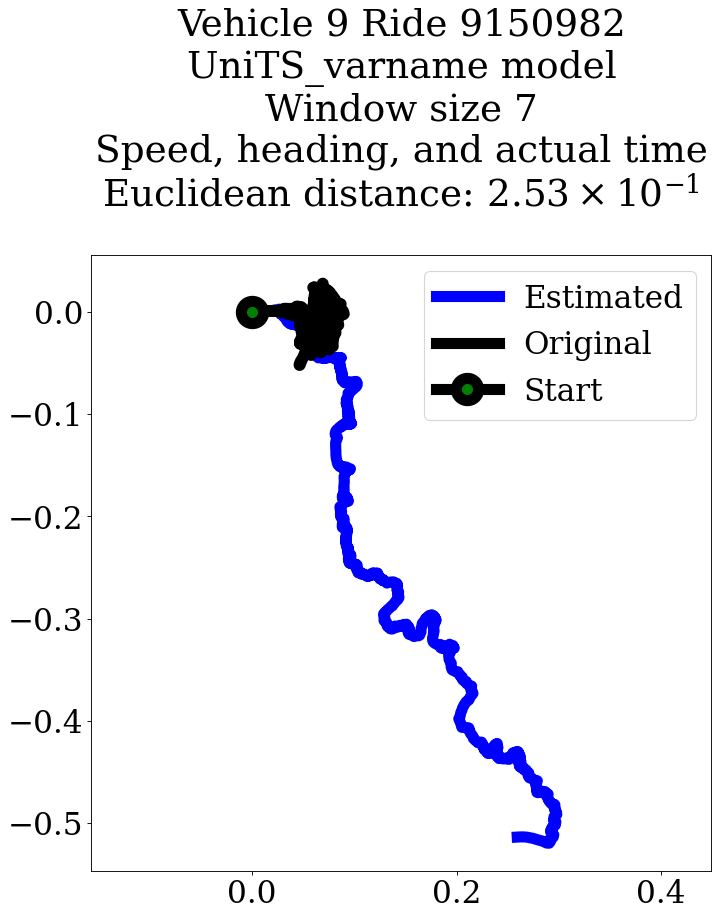 Vehicle 9 Ride 9150982
UniTS_varname model
Window size 7
Speed, heading, and actual time
Euclidean distance: 2.53 × 10⁻¹
Estimated
Original
Start
0.0
−0.1
−0.2
−0.3
−0.4
−0.5
0.0 0.2 0.4